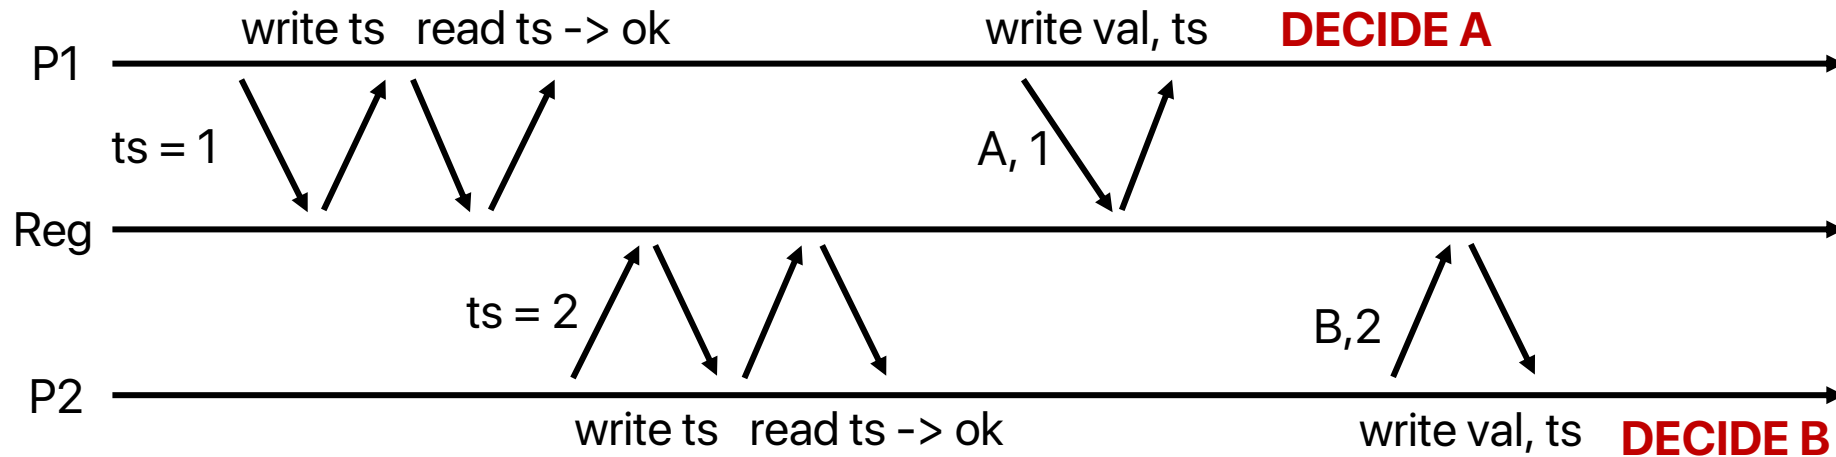 write ts read ts -> ok write val, ts DECIDE A
P1
ts = 1 A, 1
Reg
ts = 2 B,2
P2
write ts read ts -> ok write val, ts DECIDE B